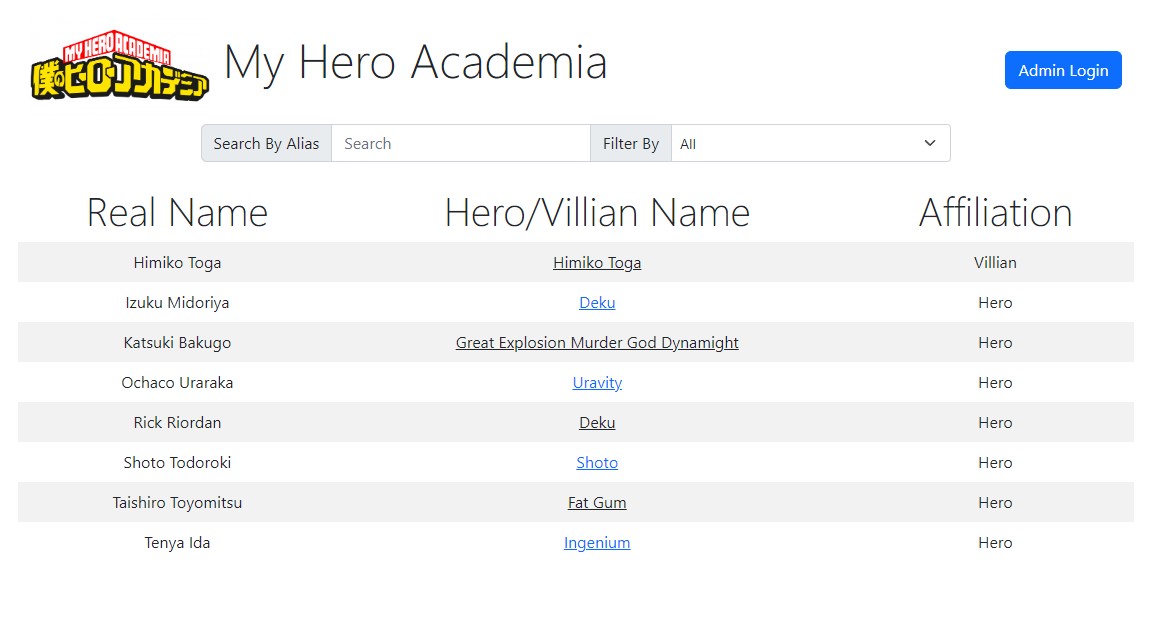 MY HERO ACADEMIA
僕のヒーローアカデミア
My Hero Academia
Admin Login
Search By Alias Search Filter By All
Real Name Hero/Villian Name Affiliation
Himiko Toga Himiko Toga Villian
Izuku Midoriya Deku Hero
Katsuki Bakugo Great Explosion Murder God Dynamight Hero
Ochaco Uraraka Uravity Hero
Rick Riordan Deku Hero
Shoto Todoroki Shoto Hero
Taishiro Toyomitsu Fat Gum Hero
Tenya Ida Ingenium Hero